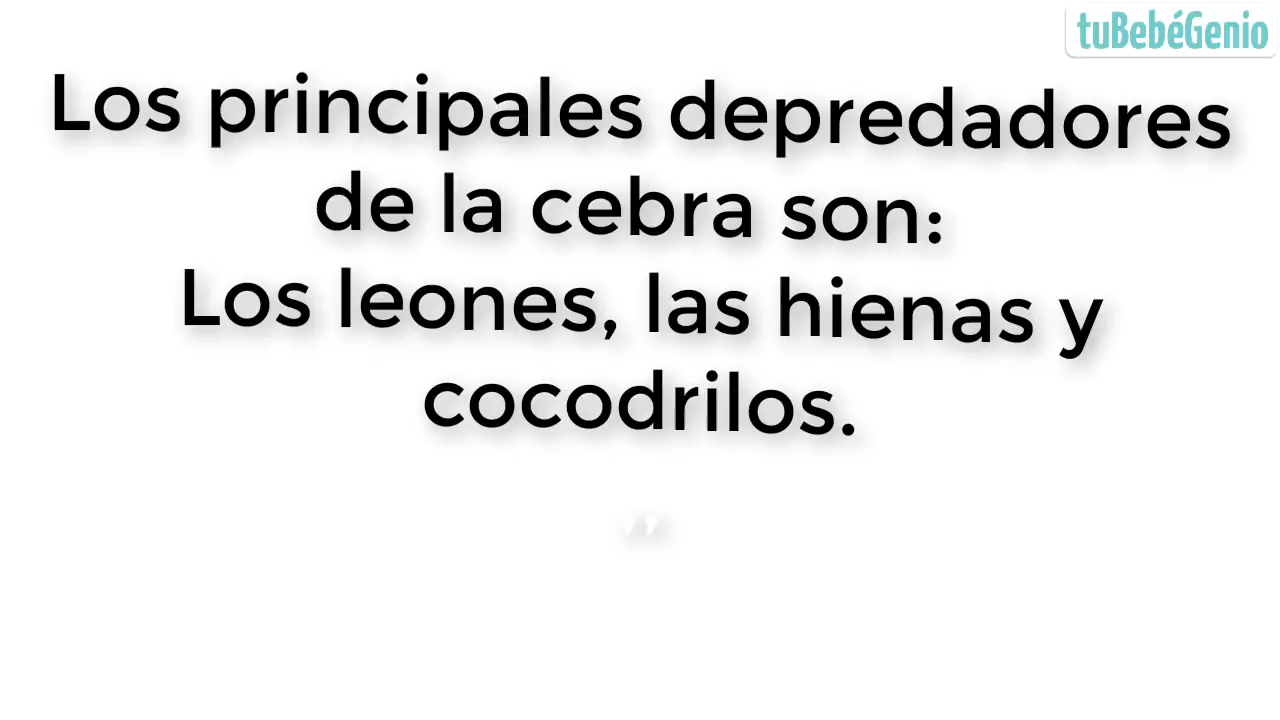 tuBebéGenio
Los principales depredadores
de la cebra son:
Los leones, las hienas y
cocodrilos.
”